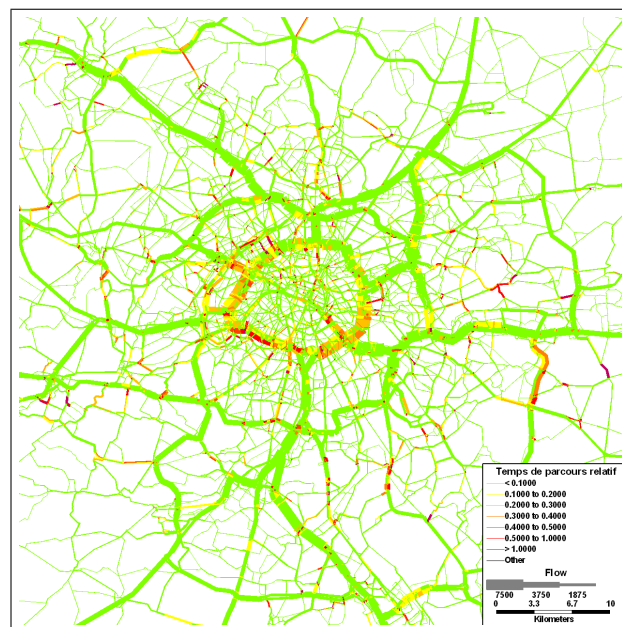 Temps de parcours relatif
< 0.1000
0.1000 to 0.2000
0.2000 to 0.3000
0.3000 to 0.4000
0.4000 to 0.5000
0.5000 to 1.0000
> 1.0000
Other
Flow
7500 3750 1875
0 3.3 6.7 10
Kilometers